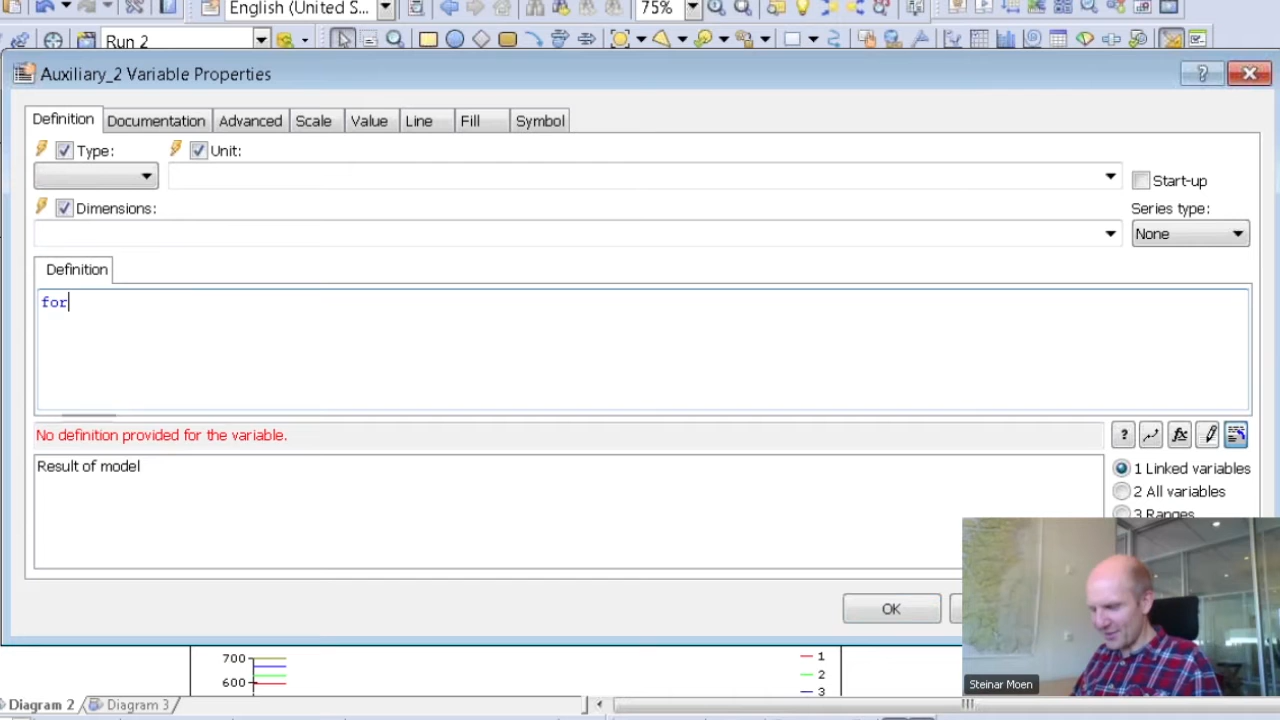 English (United S...
75%
Run 2
Auxiliary_2 Variable Properties
?
Definition
Documentation
Advanced
Scale
Value
Line
Fill
Symbol
Type:
Unit:
Start-up
Dimensions:
Series type:
None
Definition
for
No definition provided for the variable.
? fx
Result of model
1 Linked variables
2 All variables
3 Ranges
OK
Steinar Moen
700
600
1
2
3
Diagram 2
Diagram 3